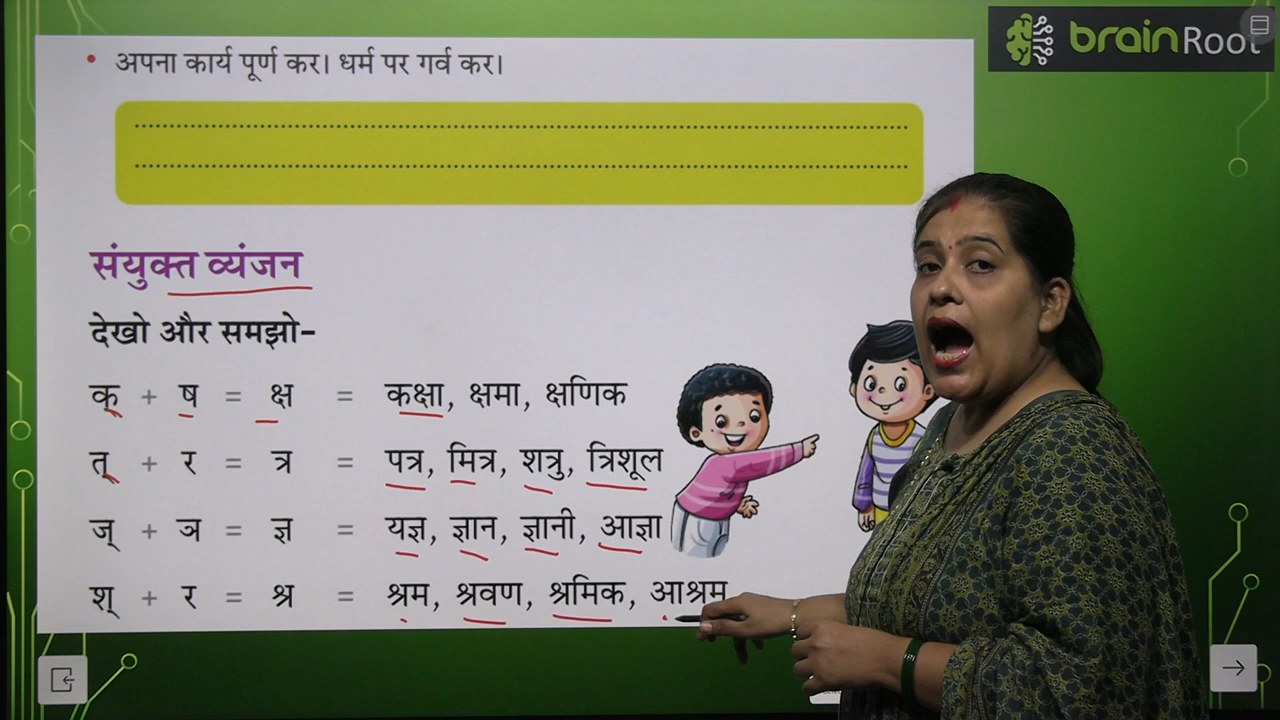 brainRoot
• अपना कार्य पूर्ण कर। धर्म पर गर्व कर।
संयुक्त व्यंजन
देखो और समझो-
क् + ष = क्ष = कक्षा, क्षमा, क्षणिक
त् + र = त्र = पत्र, मित्र, शत्रु, त्रिशूल
ज् + ञ = ज्ञ = यज्ञ, ज्ञान, ज्ञानी, आज्ञा
श् + र = श्र = श्रम, श्रवण, श्रमिक, आश्रम